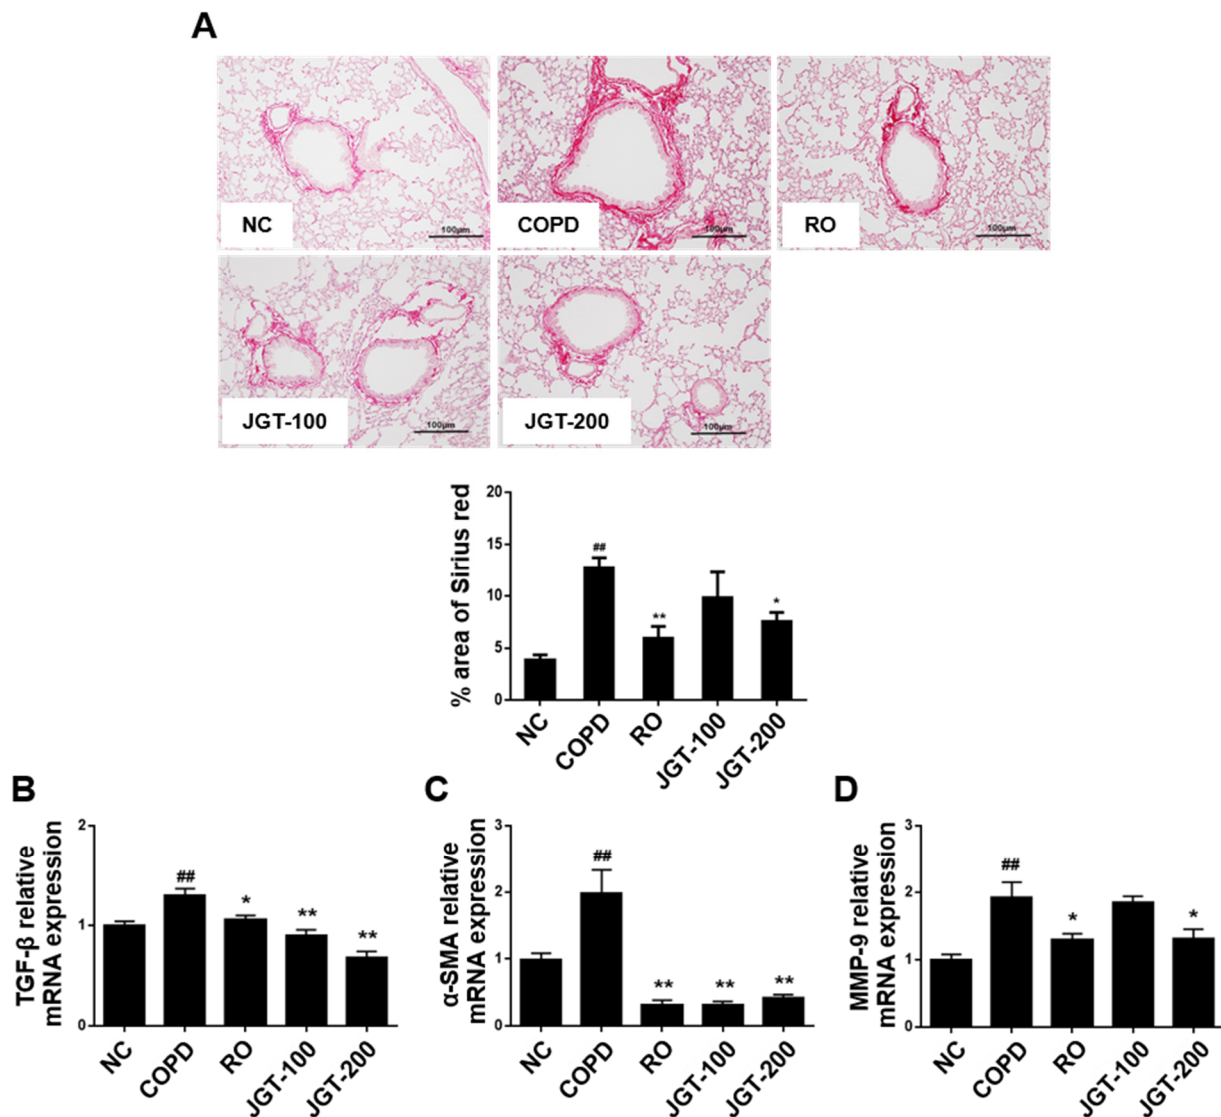 A
NC
100µm
COPD
100µm
RO
100µm
JGT-100
100µm
JGT-200
100µm
% area of Sirius red
20
15
10
5
0
##
**
*
NC
COPD
RO
JGT-100
JGT-200
B
TGF-β relative
mRNA expression
2
1
0
##
*
**
**
NC
COPD
RO
JGT-100
JGT-200
C
α-SMA relative
mRNA expression
3
2
1
0
##
**
**
**
NC
COPD
RO
JGT-100
JGT-200
D
MMP-9 relative
mRNA expression
3
2
1
0
##
*
*
NC
COPD
RO
JGT-100
JGT-200